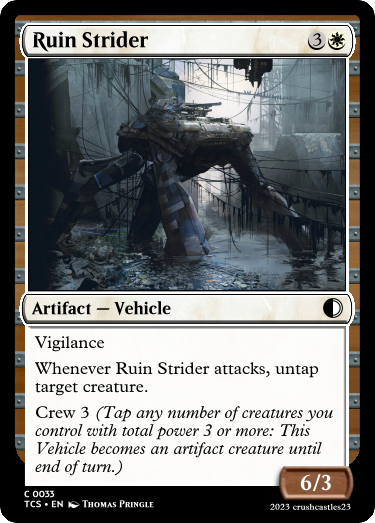 Ruin Strider 3
Artifact — Vehicle
Vigilance
Whenever Ruin Strider attacks, untap
target creature.
Crew 3 (Tap any number of creatures you
control with total power 3 or more: This
Vehicle becomes an artifact creature until
end of turn.)
6/3
C 0033
TCS • EN Thomas Pringle
2023 crushcastles23